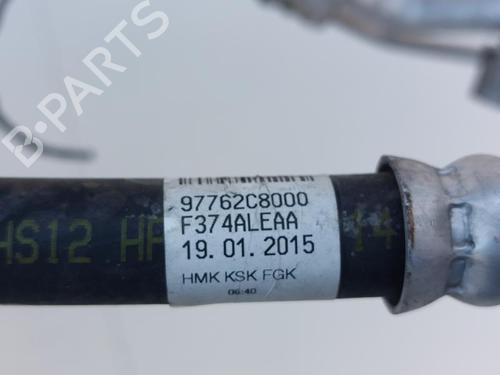 97762C8000
F374ALEAA
HS12 HP 14
19.01.2015
HMK KSK FGK
06:40
B-PARTS